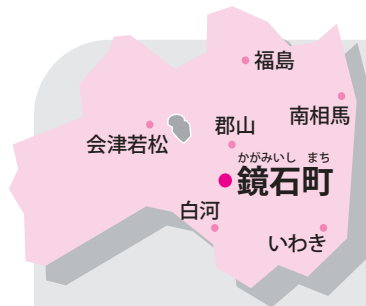 福島
南相馬
郡山
会津若松
かがみいし まち
鏡石町
白河
いわき